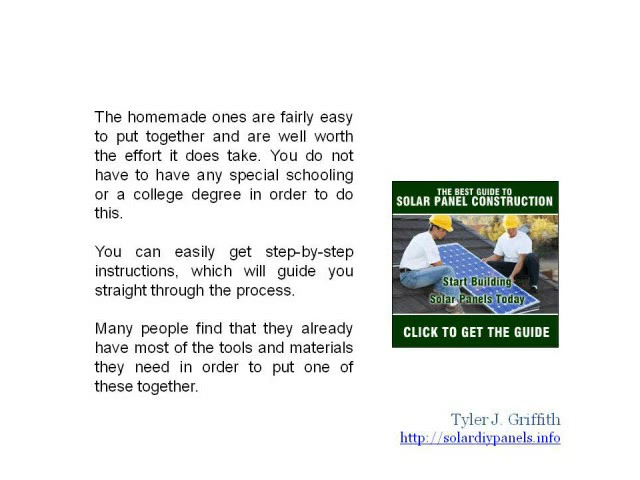 The homemade ones are fairly easy
to put together and are well worth
the effort it does take. You do not
have to have any special schooling
or a college degree in order to do
this.
You can easily get step-by-step
instructions, which will guide you
straight through the process.
Many people find that they already
have most of the tools and materials
they need in order to put one of
these together.
THE BEST GUIDE TO
SOLAR PANEL CONSTRUCTION
Start Building
Solar Panels Today
CLICK TO GET THE GUIDE
Tyler J. Griffith
http://solardiypanels.info